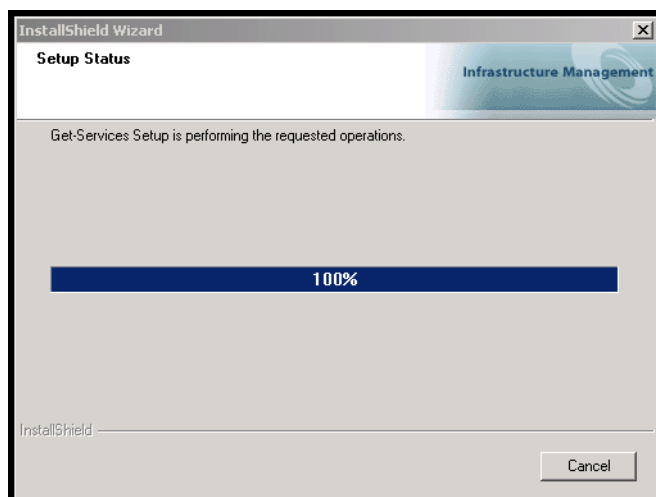 InstallShield Wizard
Setup Status
Infrastructure Management
Get-Services Setup is performing the requested operations.
100%
InstallShield
Cancel